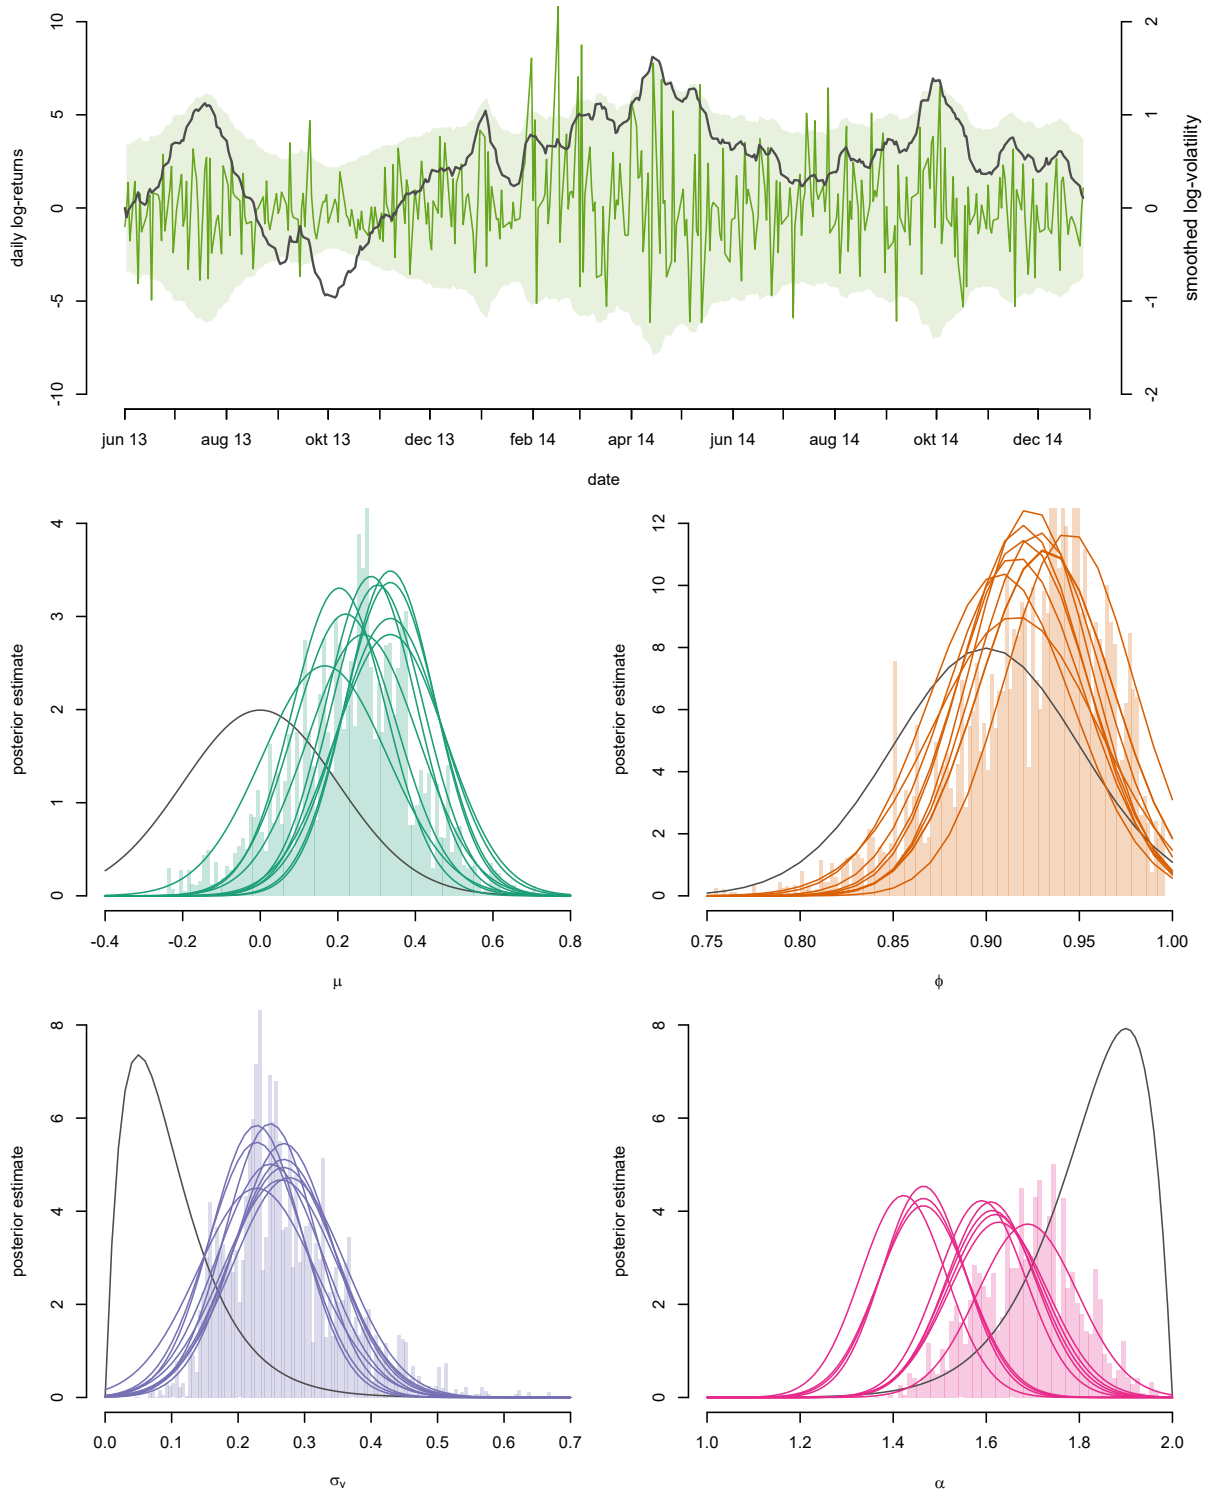 daily log-returns
10
5
0
-5
-10
smoothed log-volatility
2
1
0
-1
-2
jun 13 aug 13 okt 13 dec 13 feb 14 apr 14 jun 14 aug 14 okt 14 dec 14
date
posterior estimate
4
3
2
1
0
-0.4 -0.2 0.0 0.2 0.4 0.6 0.8
μ
posterior estimate
12
10
8
6
4
2
0
0.75 0.80 0.85 0.90 0.95 1.00
ϕ
posterior estimate
8
6
4
2
0
0.0 0.1 0.2 0.3 0.4 0.5 0.6 0.7
σv
posterior estimate
8
6
4
2
0
1.0 1.2 1.4 1.6 1.8 2.0
α